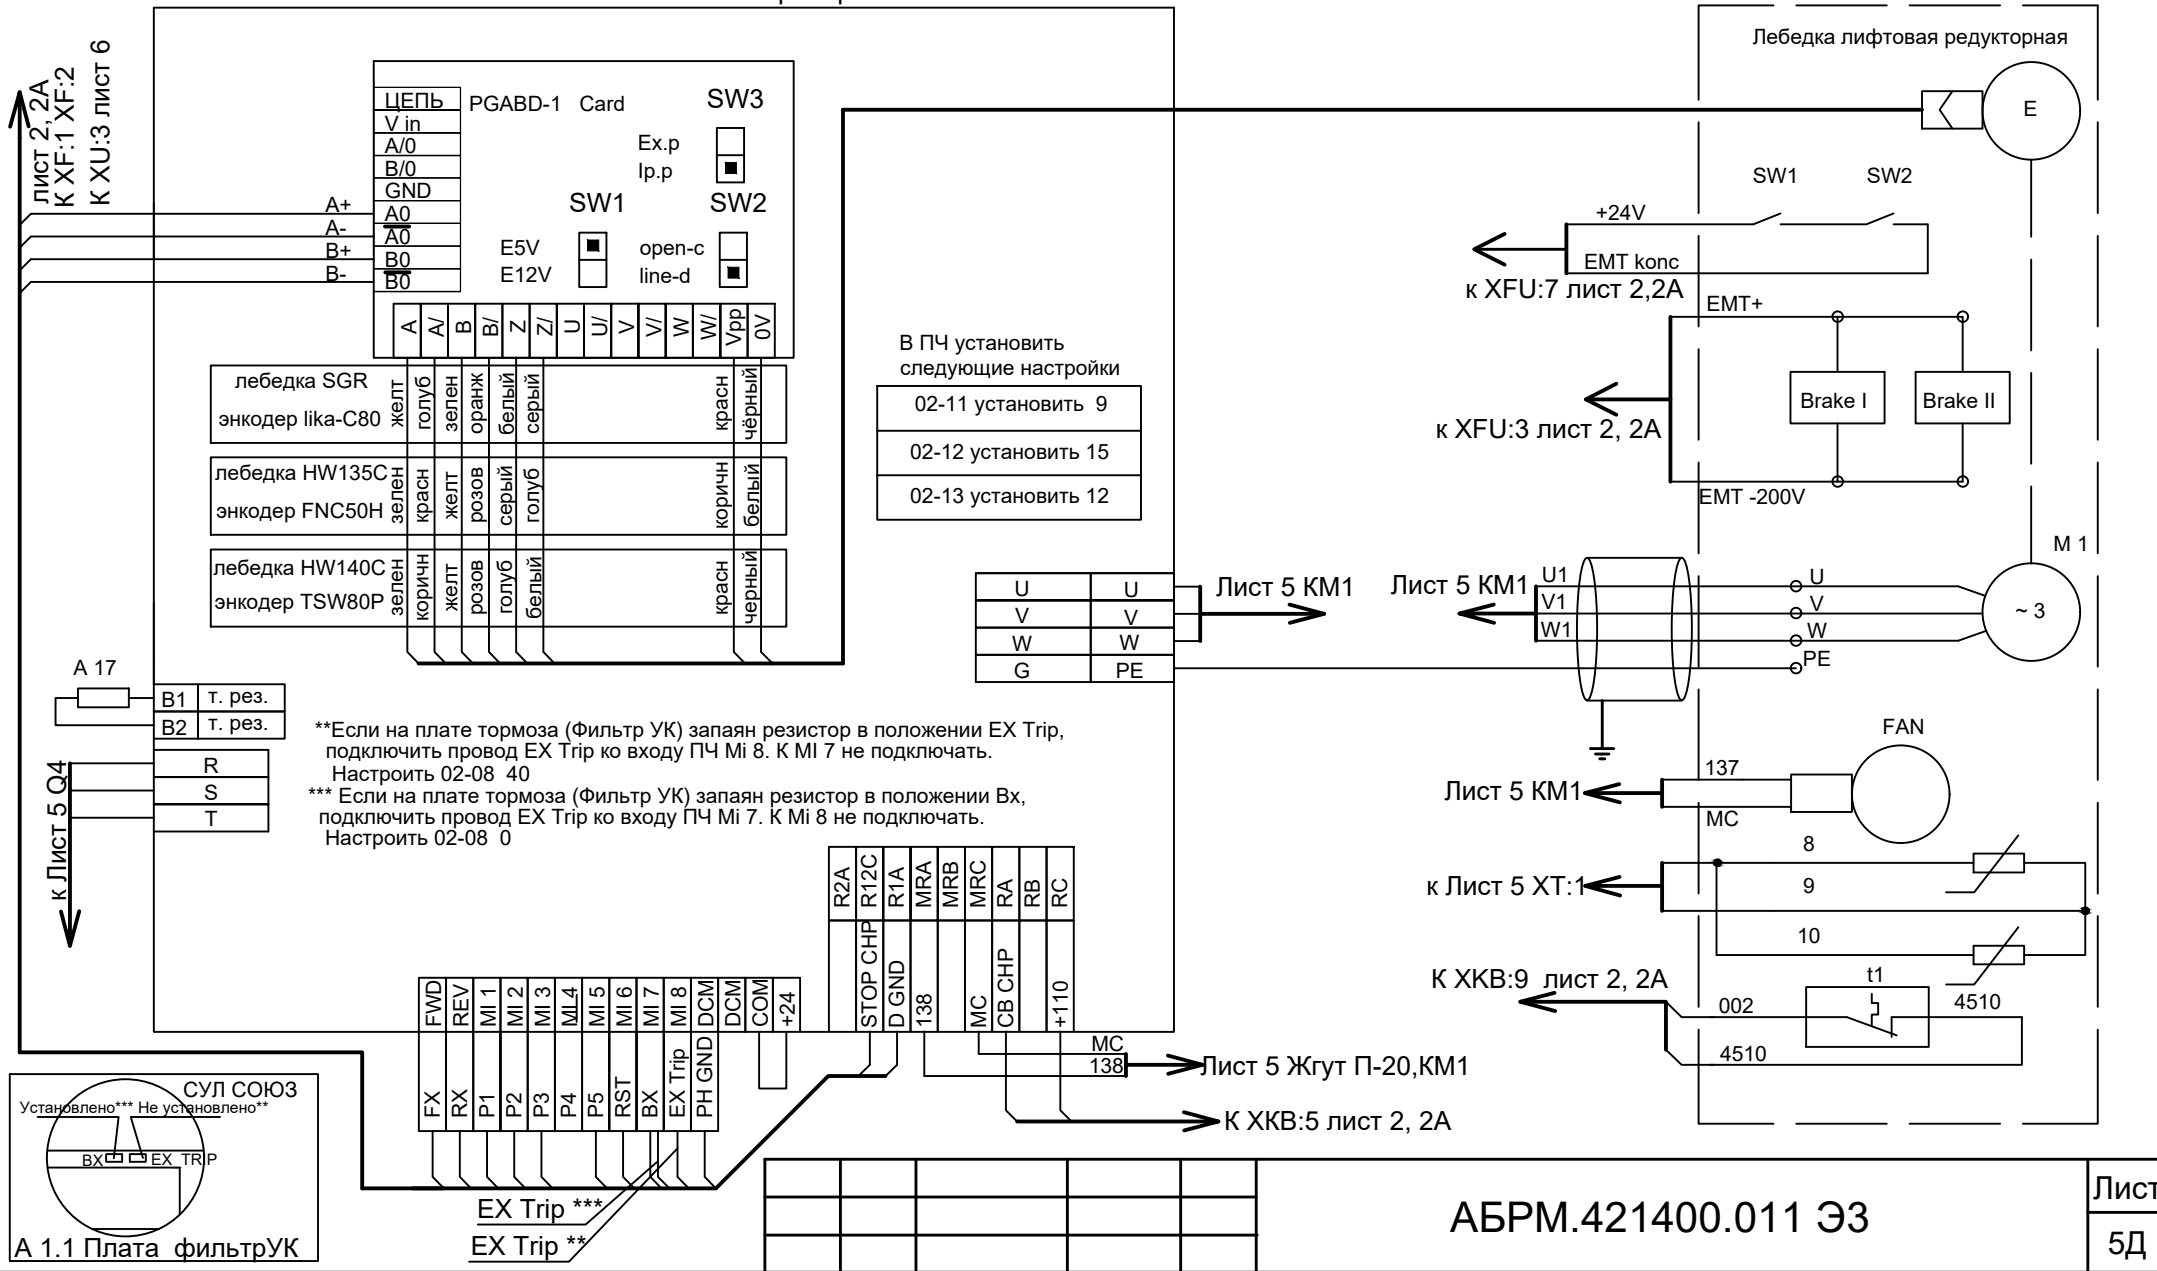 лист 2, 2А
К XF:1 XF:2
К XU:3 лист 6
ЦЕПЬ
V in
A/0
B/0
GND
A0
A0
B0
B0
A+
A-
B+
B-
PGABD-1 Card
SW3
Ex.p
Ip.p
SW1
SW2
E5V
E12V
open-c
line-d
A
A/
B
B/
Z
Z/
U
U/
V
V/
W
W/
Vpp
0V
лебедка SGR
энкодер lika-C80
желт
голуб
зелен
оранж
белый
серый
красн
чёрный
лебедка HW135C
энкодер FNC50H
зелен
красн
желт
розов
серый
голуб
коричн
белый
лебедка HW140C
энкодер TSW80P
зелен
коричн
желт
розов
голуб
белый
красн
черный
В ПЧ установить
следующие настройки
02-11 установить 9
02-12 установить 15
02-13 установить 12
U U
V V
W W
G PE
Лист 5 КМ1
А 17
B1 т. рез.
B2 т. рез.
R
S
T
к Лист 5 Q4
**Если на плате тормоза (Фильтр УК) запаян резистор в положении EX Trip,
подключить провод EX Trip ко входу ПЧ Mi 8. К MI 7 не подключать.
Настроить 02-08 40
*** Если на плате тормоза (Фильтр УК) запаян резистор в положении Вх,
подключить провод EX Trip ко входу ПЧ Mi 7. К Mi 8 не подключать.
Настроить 02-08 0
R2A
R12C
R1A
MRA
MRB
MRC
RA
RB
RC
STOP CHP
D GND
138
MC
CB CHP
+110
FWD
REV
MI 1
MI 2
MI 3
MI 4
MI 5
MI 6
MI 7
MI 8
DCM
DCM
COM
+24
FX
RX
P1
P2
P3
P4
P5
RST
BX
EX Trip
PH GND
MC
138
Лист 5 Жгут П-20,КМ1
К ХКВ:5 лист 2, 2А
EX Trip ***
EX Trip **
СУЛ СОЮЗ
Установлено*** Не установлено**
BX
EX TRIP
А 1.1 Плата фильтрУК
Лебедка лифтовая редукторная
E
SW1
SW2
+24V
EMT konc
к XFU:7 лист 2,2А
EMT+
Brake I
Brake II
к XFU:3 лист 2, 2А
EMT -200V
М 1
Лист 5 КМ1
U1
V1
W1
U
V
W
PE
~ 3
FAN
137
MC
Лист 5 КМ1
8
9
10
к Лист 5 XT:1
К XKB:9 лист 2, 2А
t1
002
4510
4510
АБРМ.421400.011 Э3
Лист
5Д